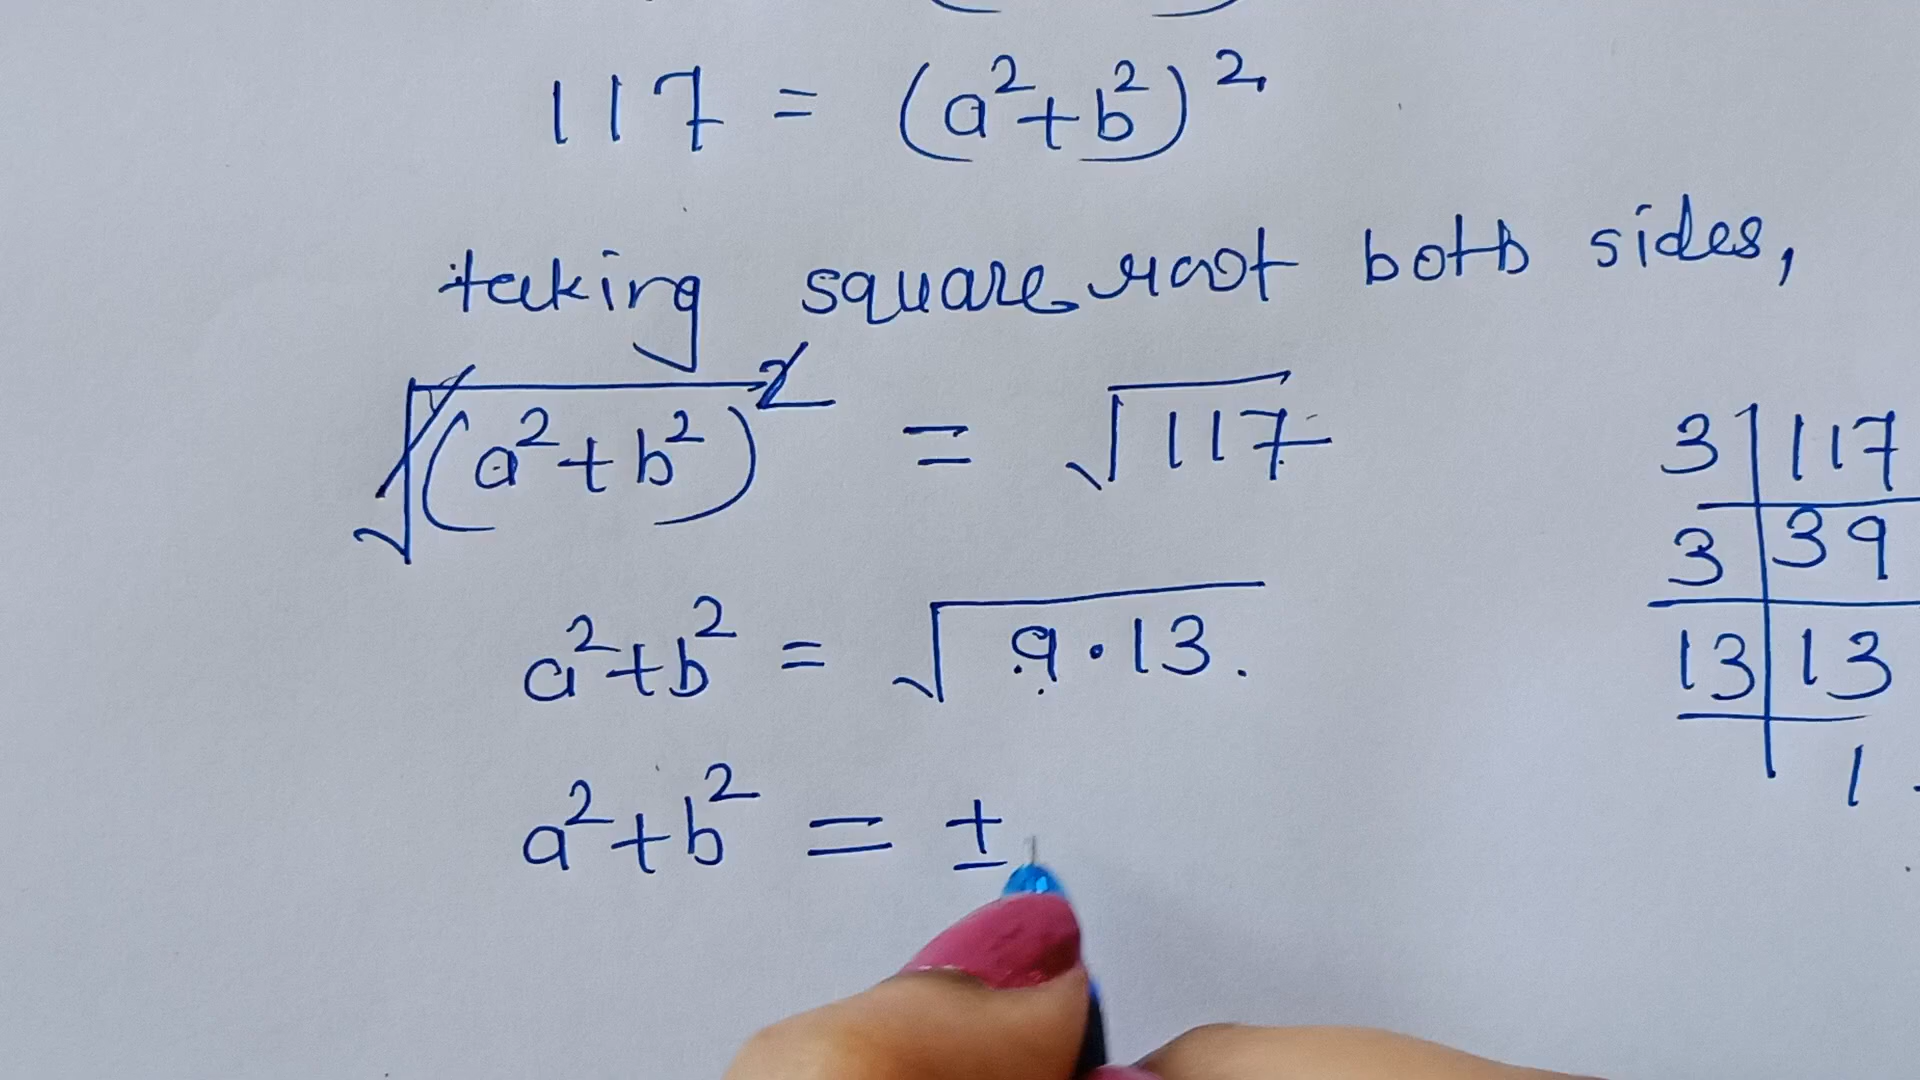 117 = (a²+b²)²
taking square root both sides,
√(a²+b²)² = √117
a²+b² = √9·13.
a²+b² = ±
3 | 117
3 | 39
13 | 13
1